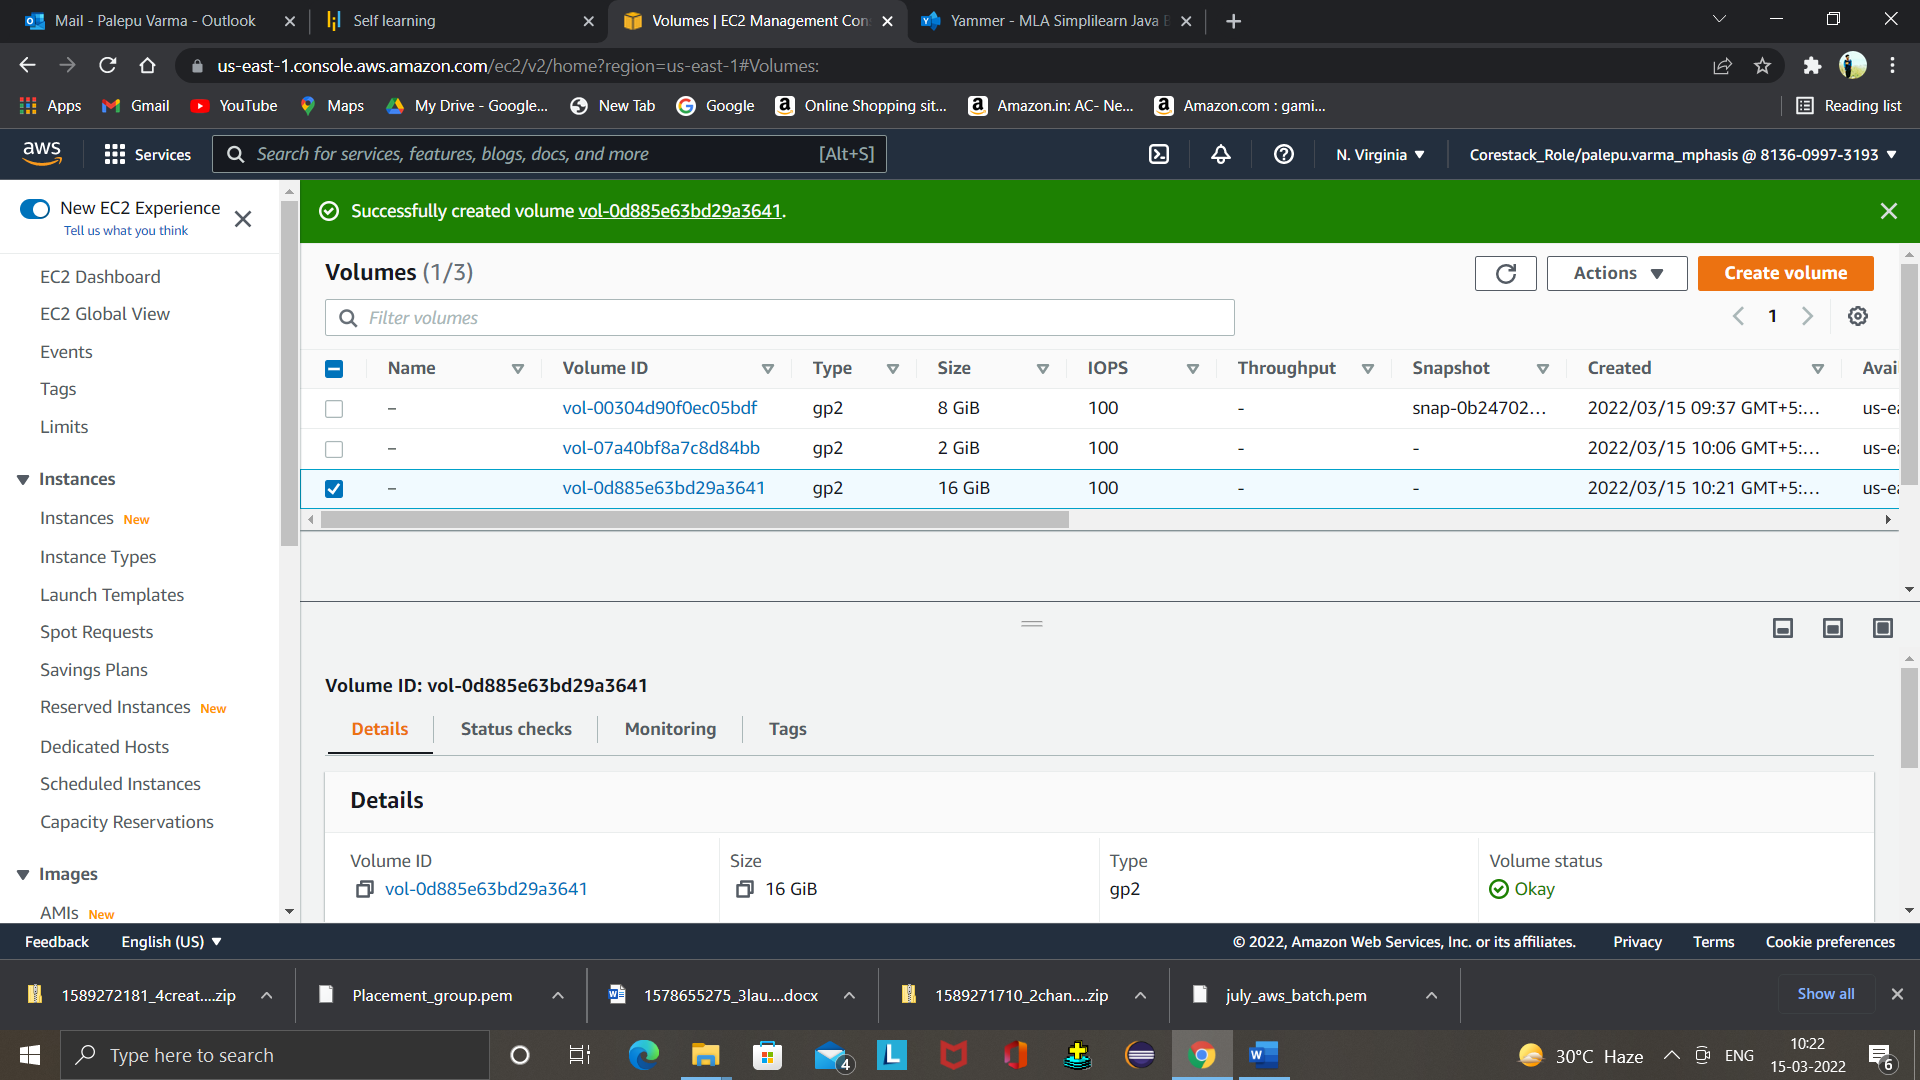 Mail - Palepu Varma - Outlook
Self learning
Volumes | EC2 Management Con
Yammer - MLA Simplilearn Java B
us-east-1.console.aws.amazon.com/ec2/v2/home?region=us-east-1#Volumes:
Apps
Gmail
YouTube
Maps
My Drive - Google...
New Tab
Google
Online Shopping sit...
Amazon.in: AC- Ne...
Amazon.com : gami...
Reading list
aws
Services
Search for services, features, blogs, docs, and more
[Alt+S]
N. Virginia
Corestack_Role/palepu.varma_mphasis @ 8136-0997-3193
New EC2 Experience
Tell us what you think
EC2 Dashboard
EC2 Global View
Events
Tags
Limits
Instances
Instances New
Instance Types
Launch Templates
Spot Requests
Savings Plans
Reserved Instances New
Dedicated Hosts
Scheduled Instances
Capacity Reservations
Images
AMIs New
Successfully created volume vol-0d885e63bd29a3641.
Volumes (1/3)
Actions
Create volume
Filter volumes
1
Name Volume ID Type Size IOPS Throughput Snapshot Created Avai
– vol-00304d90f0ec05bdf gp2 8 GiB 100 - snap-0b24702... 2022/03/15 09:37 GMT+5:... us-ea
– vol-07a40bf8a7c8d84bb gp2 2 GiB 100 - - 2022/03/15 10:06 GMT+5:... us-ea
– vol-0d885e63bd29a3641 gp2 16 GiB 100 - - 2022/03/15 10:21 GMT+5:... us-ea
Volume ID: vol-0d885e63bd29a3641
Details
Status checks
Monitoring
Tags
Details
Volume ID
vol-0d885e63bd29a3641
Size
16 GiB
Type
gp2
Volume status
Okay
Feedback
English (US)
© 2022, Amazon Web Services, Inc. or its affiliates.
Privacy
Terms
Cookie preferences
1589272181_4creat....zip
Placement_group.pem
1578655275_3lau....docx
1589271710_2chan....zip
july_aws_batch.pem
Show all
Type here to search
4
L
30°C Haze
ENG
10:22
15-03-2022
6